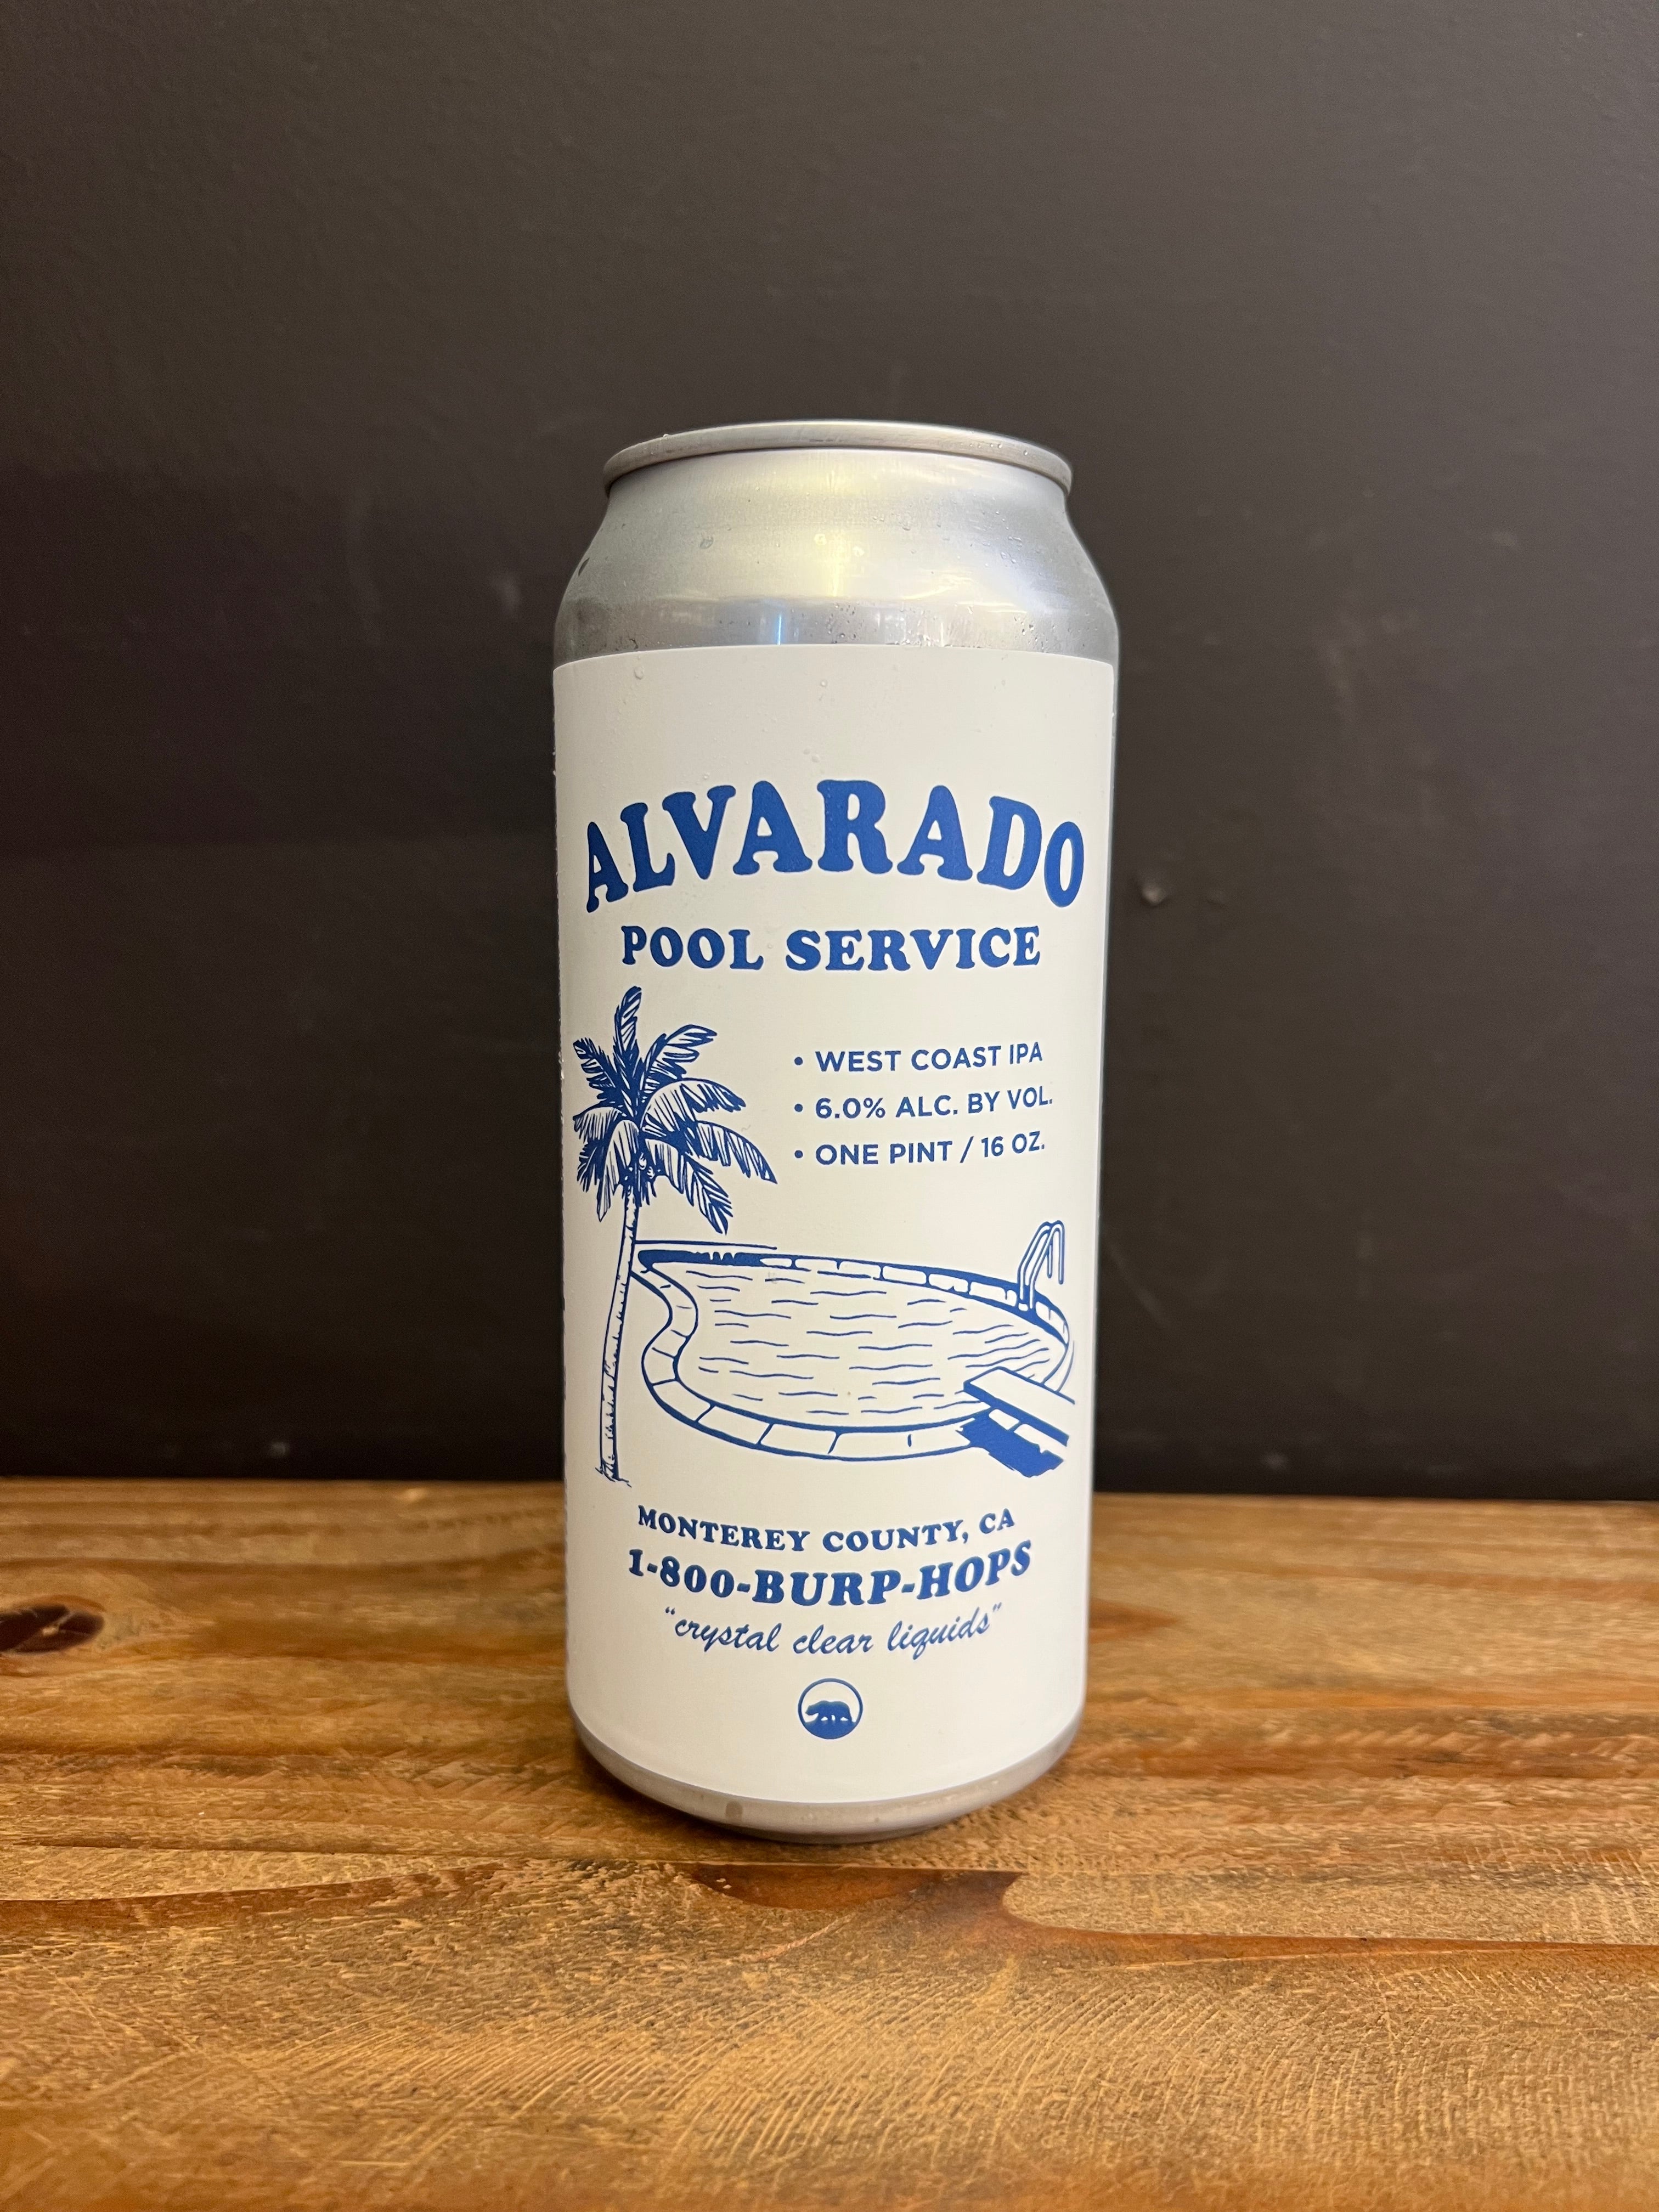 ALVARADO
POOL SERVICE
• WEST COAST IPA
• 6.0% ALC. BY VOL.
• ONE PINT / 16 OZ.
MONTEREY COUNTY, CA
1-800-BURP-HOPS
"crystal clear liquids"